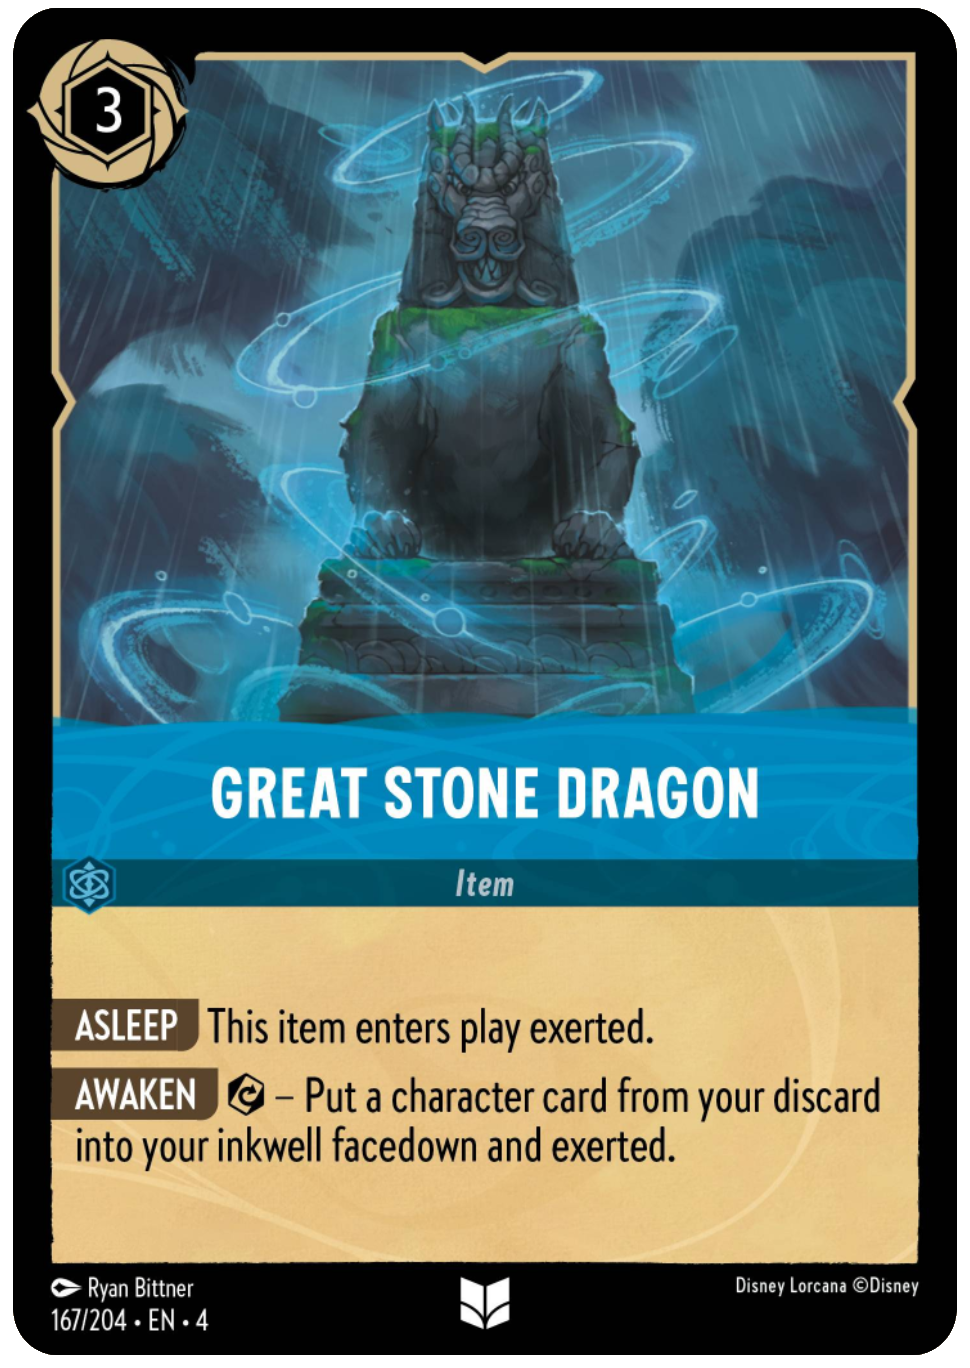 3
GREAT STONE DRAGON
Item
ASLEEP This item enters play exerted.
AWAKEN – Put a character card from your discard
into your inkwell facedown and exerted.
Ryan Bittner
Disney Lorcana ©Disney
167/204 • EN • 4